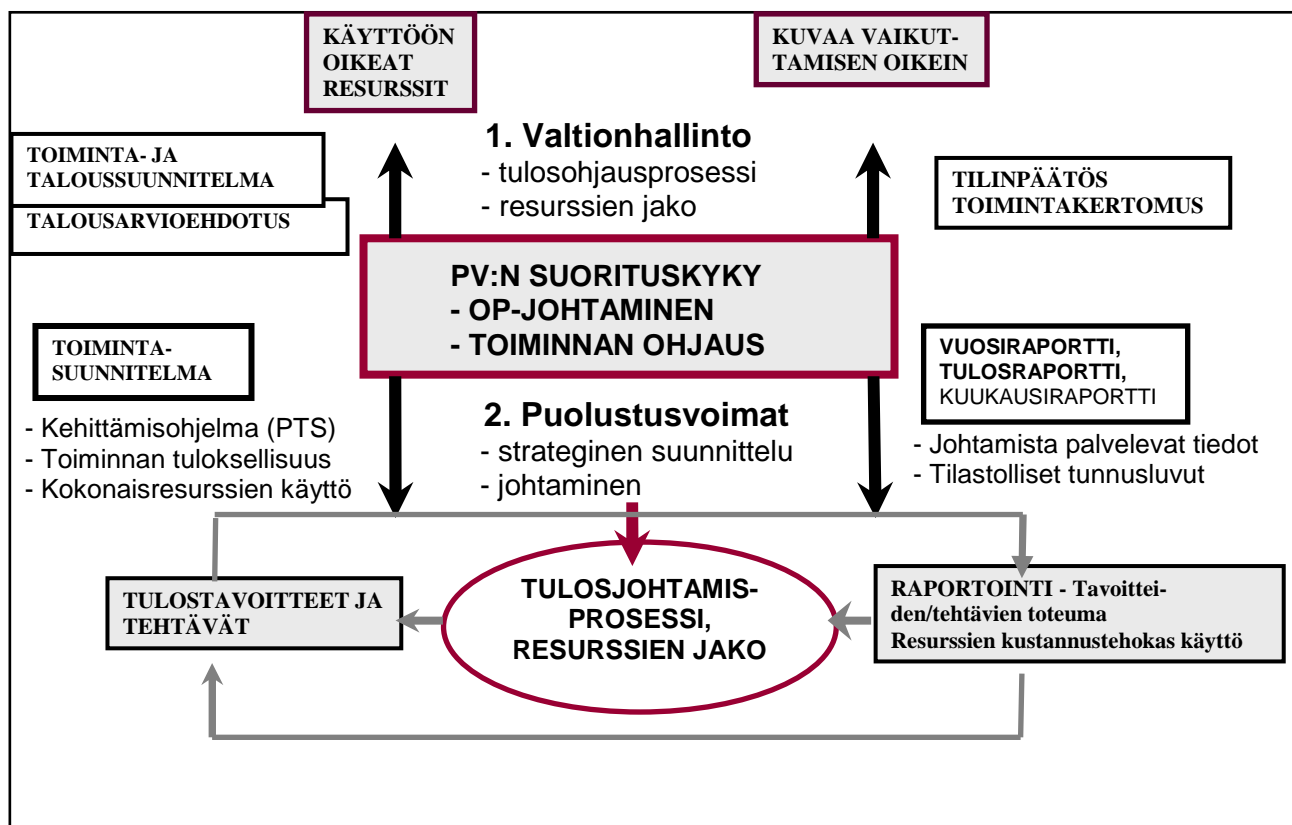 KÄYTTÖÖN
OIKEAT
RESURSSIT
KUVAA VAIKUT-
TAMISEN OIKEIN
1. Valtionhallinto
- tulosohjausprosessi
- resurssien jako
TOIMINTA- JA
TALOUSSUUNNITELMA
TALOUSARVIOEHDOTUS
TILINPÄÄTÖS
TOIMINTAKERTOMUS
PV:N SUORITUSKYKY
- OP-JOHTAMINEN
- TOIMINNAN OHJAUS
TOIMINTA-
SUUNNITELMA
- Kehittämisohjelma (PTS)
- Toiminnan tuloksellisuus
- Kokonaisresurssien käyttö
2. Puolustusvoimat
- strateginen suunnittelu
- johtaminen
VUOSIRAPORTTI,
TULOSRAPORTTI,
KUUKAUSIRAPORTTI
- Johtamista palvelevat tiedot
- Tilastolliset tunnusluvut
TULOSTAVOITTEET JA
TEHTÄVÄT
TULOSJOHTAMIS-
PROSESSI,
RESURSSIEN JAKO
RAPORTOINTI - Tavoittei-
den/tehtävien toteuma
Resurssien kustannustehokas käyttö